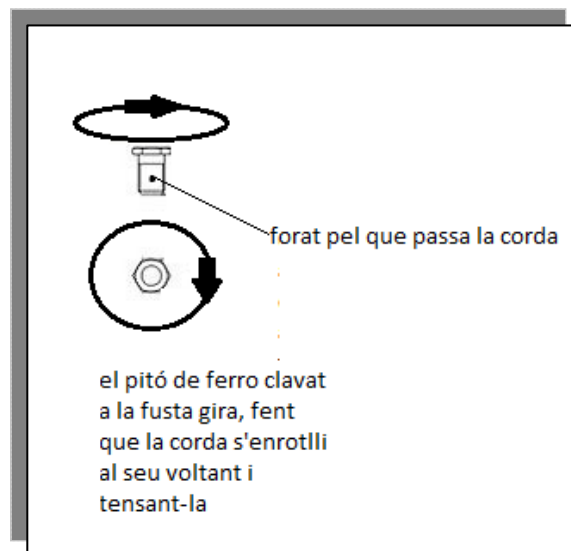 forat pel que passa la corda
el pitó de ferro clavat
a la fusta gira, fent
que la corda s'enrotlli
al seu voltant i
tensant-la